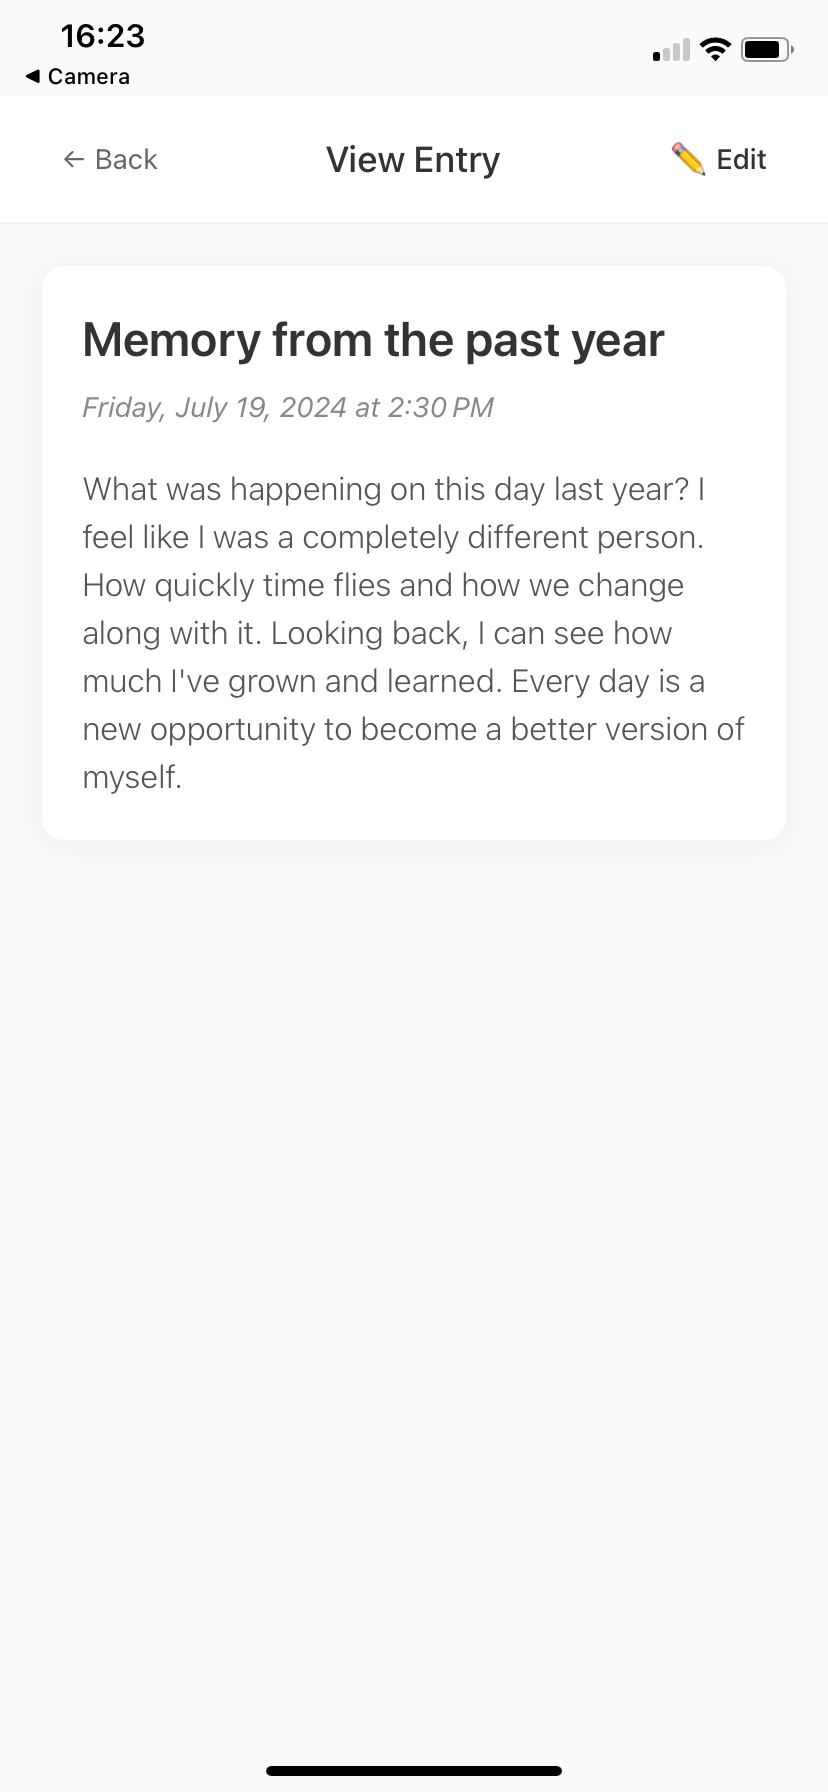 16:23
◀ Camera
← Back
View Entry
✏️ Edit
Memory from the past year
Friday, July 19, 2024 at 2:30 PM
What was happening on this day last year? I
feel like I was a completely different person.
How quickly time flies and how we change
along with it. Looking back, I can see how
much I've grown and learned. Every day is a
new opportunity to become a better version of
myself.